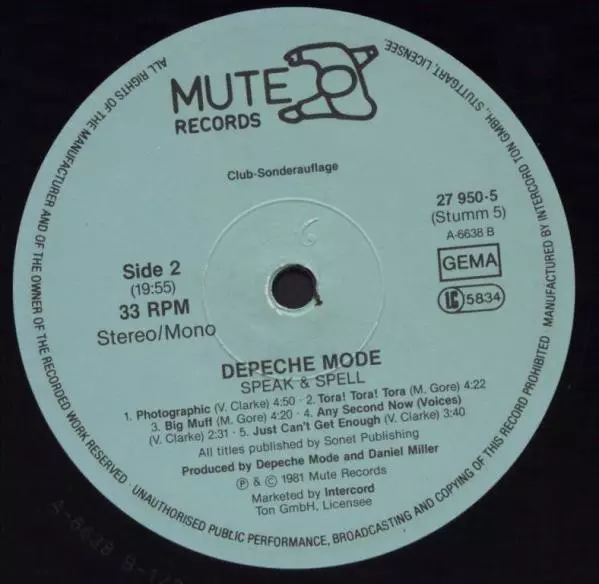 MUTE
RECORDS
Club-Sonderauflage
27 950-5
(Stumm 5)
A-6638 B
GEMA
LC 5834
Side 2
(19:55)
33 RPM
Stereo/Mono
DEPECHE MODE
SPEAK & SPELL
1. Photographic (V. Clarke) 4:50 · 2. Tora! Tora! Tora (M. Gore) 4:22
3. Big Muff (M. Gore) 4:20 · 4. Any Second Now (Voices)
(V. Clarke) 2:31 · 5. Just Can't Get Enough (V. Clarke) 3:40
All titles published by Sonet Publishing
Produced by Depeche Mode and Daniel Miller
Ⓟ & © 1981 Mute Records
Marketed by Intercord
Ton GmbH, Licensee
ALL RIGHTS OF THE MANUFACTURER AND OF THE OWNER OF THE RECORDED WORK RESERVED · UNAUTHORISED PUBLIC PERFORMANCE, BROADCASTING AND COPYING OF THIS RECORD PROHIBITED MANUFACTURED BY INTERCORD TON GMBH, STUTTGART, LICENSEE.
6
A-6638 B-1